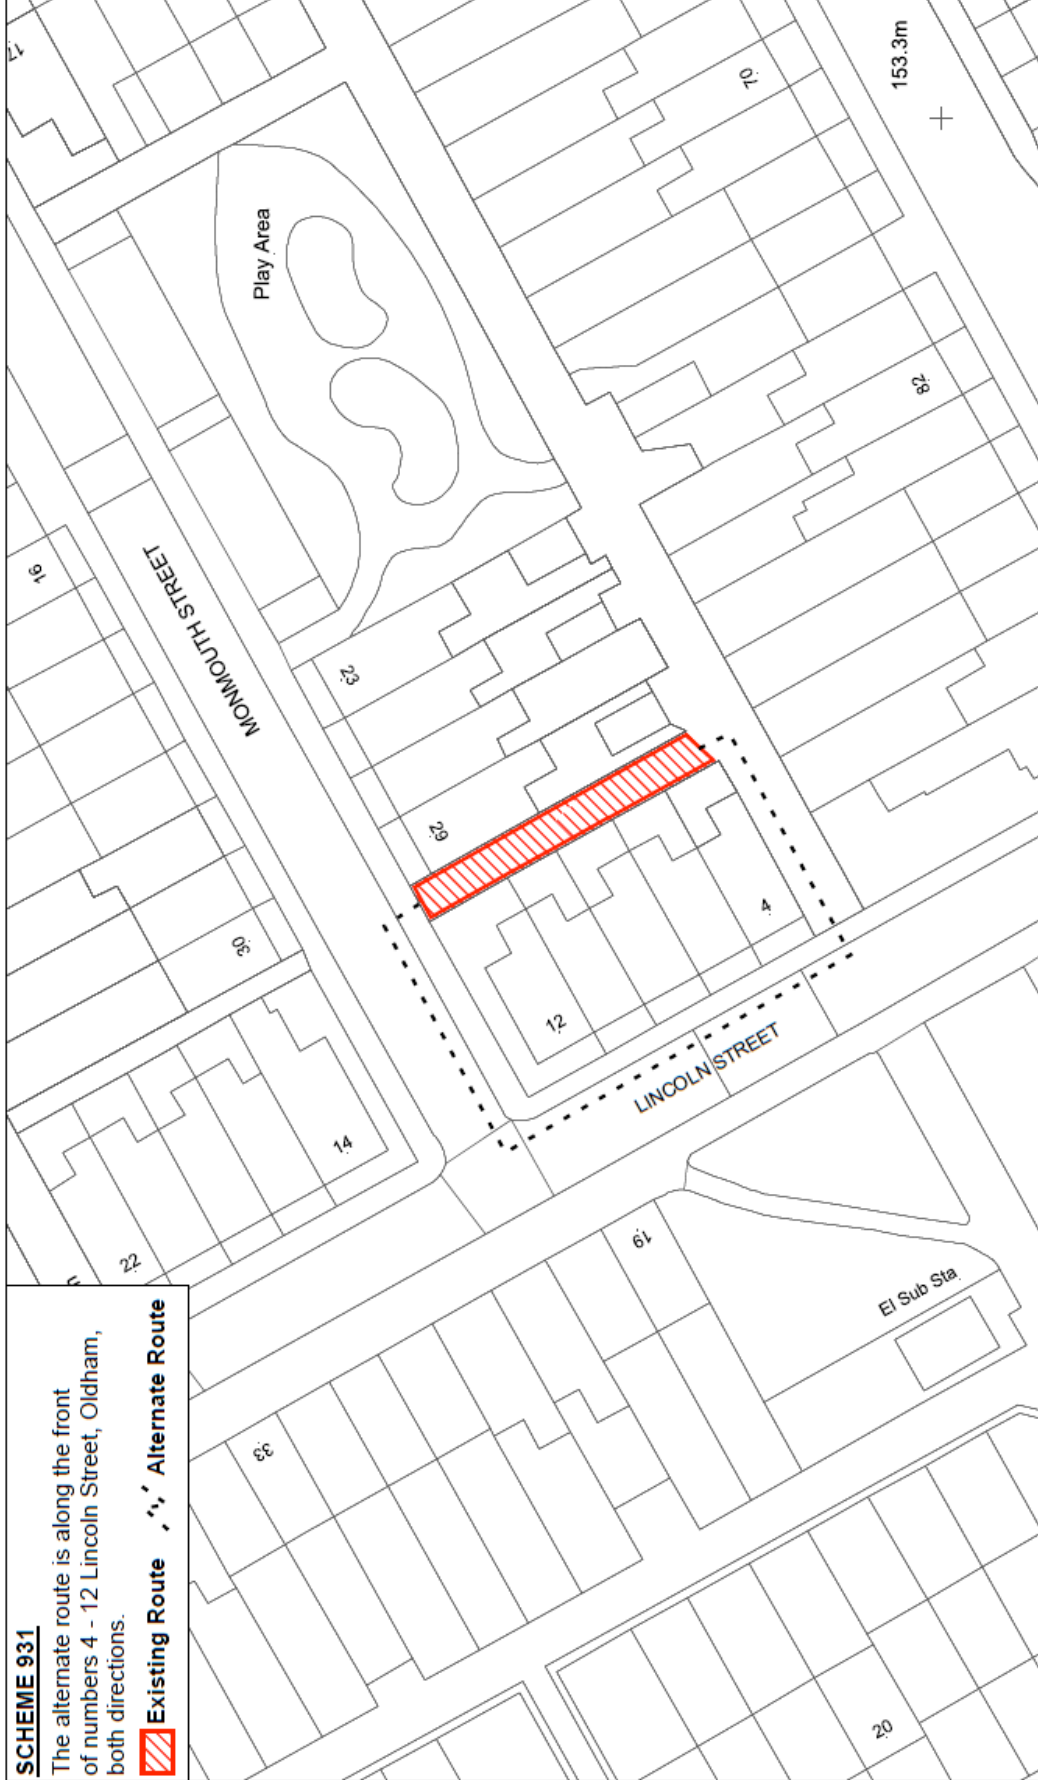 SCHEME 931
The alternate route is along the front
of numbers 4 - 12 Lincoln Street, Oldham,
both directions.
Existing Route
Alternate Route
17
16
MONMOUTH STREET
Play Area
70
153.3m
82
23
29
30
12
4
14
22
LINCOLN STREET
19
El Sub Sta
33
20